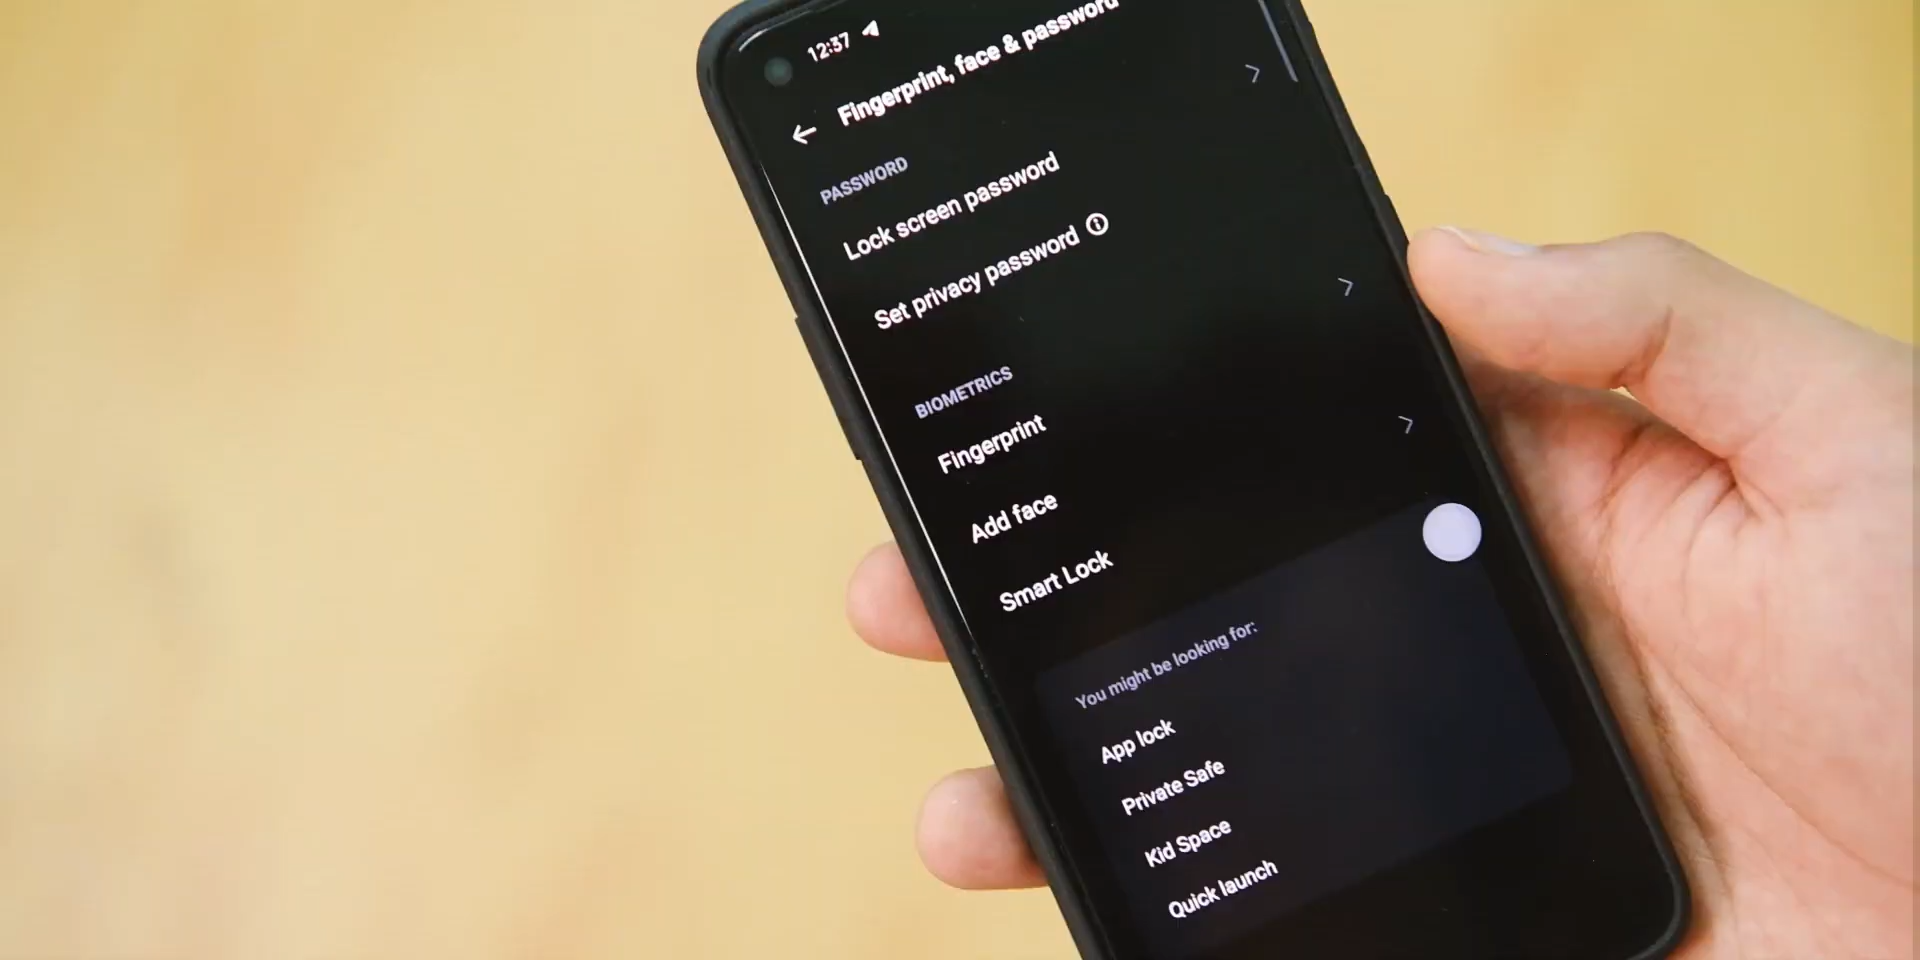 12:37
Fingerprint, face & password
PASSWORD
Lock screen password
Set privacy password
BIOMETRICS
Fingerprint
Add face
Smart Lock
You might be looking for:
App lock
Private Safe
Kid Space
Quick launch